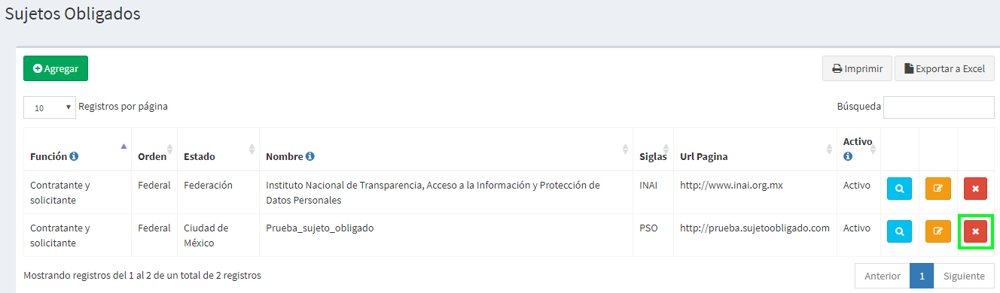 Sujetos Obligados
Agregar
Imprimir
Exportar a Excel
10 Registros por página
Búsqueda
Función Orden Estado Nombre Siglas Url Pagina Activo
Contratante y solicitante Federal Federación Instituto Nacional de Transparencia, Acceso a la Información y Protección de Datos Personales INAI http://www.inai.org.mx Activo
Contratante y solicitante Federal Ciudad de México Prueba_sujeto_obligado PSO http://prueba.sujetoobligado.com Activo
Mostrando registros del 1 al 2 de un total de 2 registros
Anterior 1 Siguiente